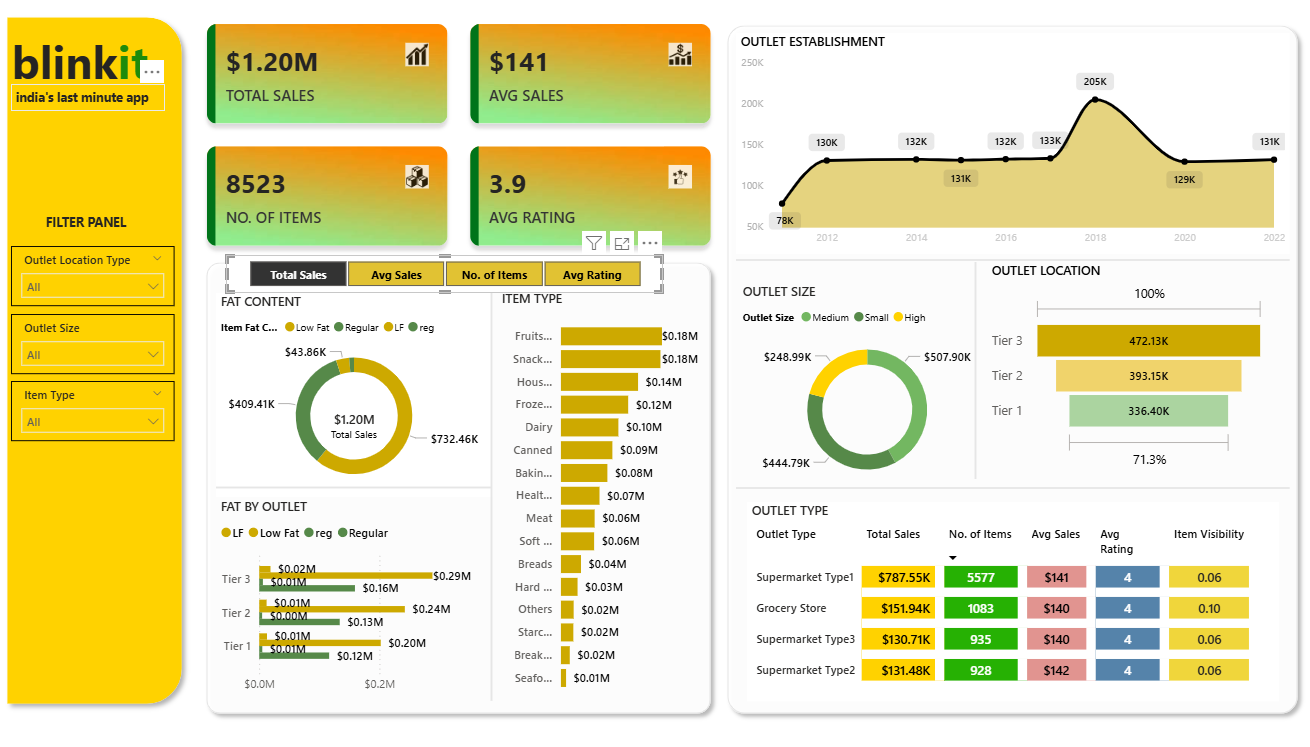 blinkit
india's last minute app
FILTER PANEL
Outlet Location Type
All
Outlet Size
All
Item Type
All
$1.20M
TOTAL SALES
$141
AVG SALES
8523
NO. OF ITEMS
3.9
AVG RATING
Total Sales Avg Sales No. of Items Avg Rating
FAT CONTENT
Item Fat C... Low Fat Regular LF reg
$43.86K
$409.41K
$1.20M
Total Sales
$732.46K
FAT BY OUTLET
LF Low Fat reg Regular
Tier 3
$0.02M
$0.29M
$0.01M
$0.16M
Tier 2
$0.01M
$0.24M
$0.00M
$0.13M
Tier 1
$0.01M
$0.20M
$0.01M
$0.12M
$0.0M $0.2M
ITEM TYPE
Fruits... $0.18M
Snack... $0.18M
Hous... $0.14M
Froze... $0.12M
Dairy $0.10M
Canned $0.09M
Bakin... $0.08M
Healt... $0.07M
Meat $0.06M
Soft ... $0.06M
Breads $0.04M
Hard ... $0.03M
Others $0.02M
Starc... $0.02M
Break... $0.02M
Seafo... $0.01M
OUTLET ESTABLISHMENT
250K
200K
150K
100K
50K
78K
130K
132K
131K
132K
133K
205K
129K
131K
2012 2014 2016 2018 2020 2022
OUTLET SIZE
Outlet Size Medium Small High
$248.99K
$507.90K
$444.79K
OUTLET LOCATION
100%
Tier 3 472.13K
Tier 2 393.15K
Tier 1 336.40K
71.3%
OUTLET TYPE
Outlet Type Total Sales No. of Items Avg Sales Avg Rating Item Visibility
Supermarket Type1 $787.55K 5577 $141 4 0.06
Grocery Store $151.94K 1083 $140 4 0.10
Supermarket Type3 $130.71K 935 $140 4 0.06
Supermarket Type2 $131.48K 928 $142 4 0.06